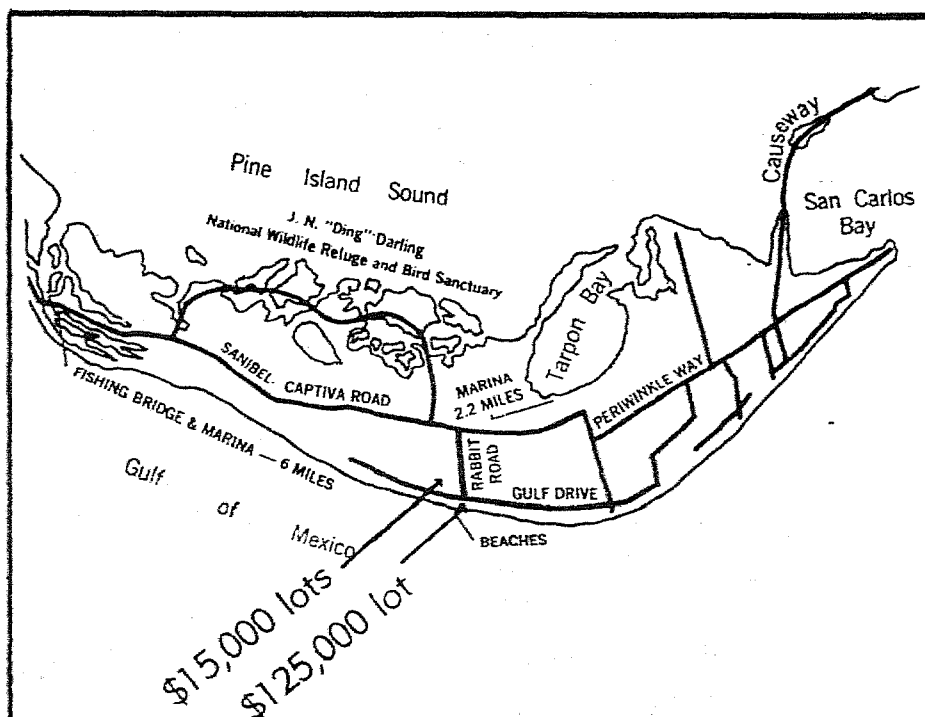 Causeway
San Carlos
Bay
Pine Island Sound
J. N. "Ding" Darling
National Wildlife Refuge and Bird Sanctuary
Tarpon Bay
SANIBEL- CAPTIVA ROAD
MARINA
2.2 MILES
PERIWINKLE WAY
FISHING BRIDGE & MARINA — 6 MILES
RABBIT
ROAD
GULF DRIVE
Gulf
of
Mexico
BEACHES
$15,000 lots
$125,000 lot